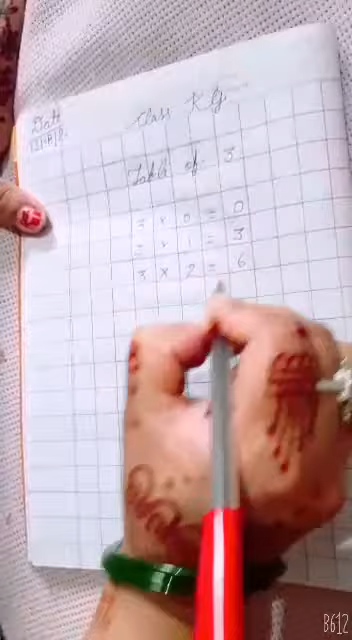 Date
Class KG
Table of 3
3 x 0 = 0
3 x 1 = 3
3 x 2 = 6
B612